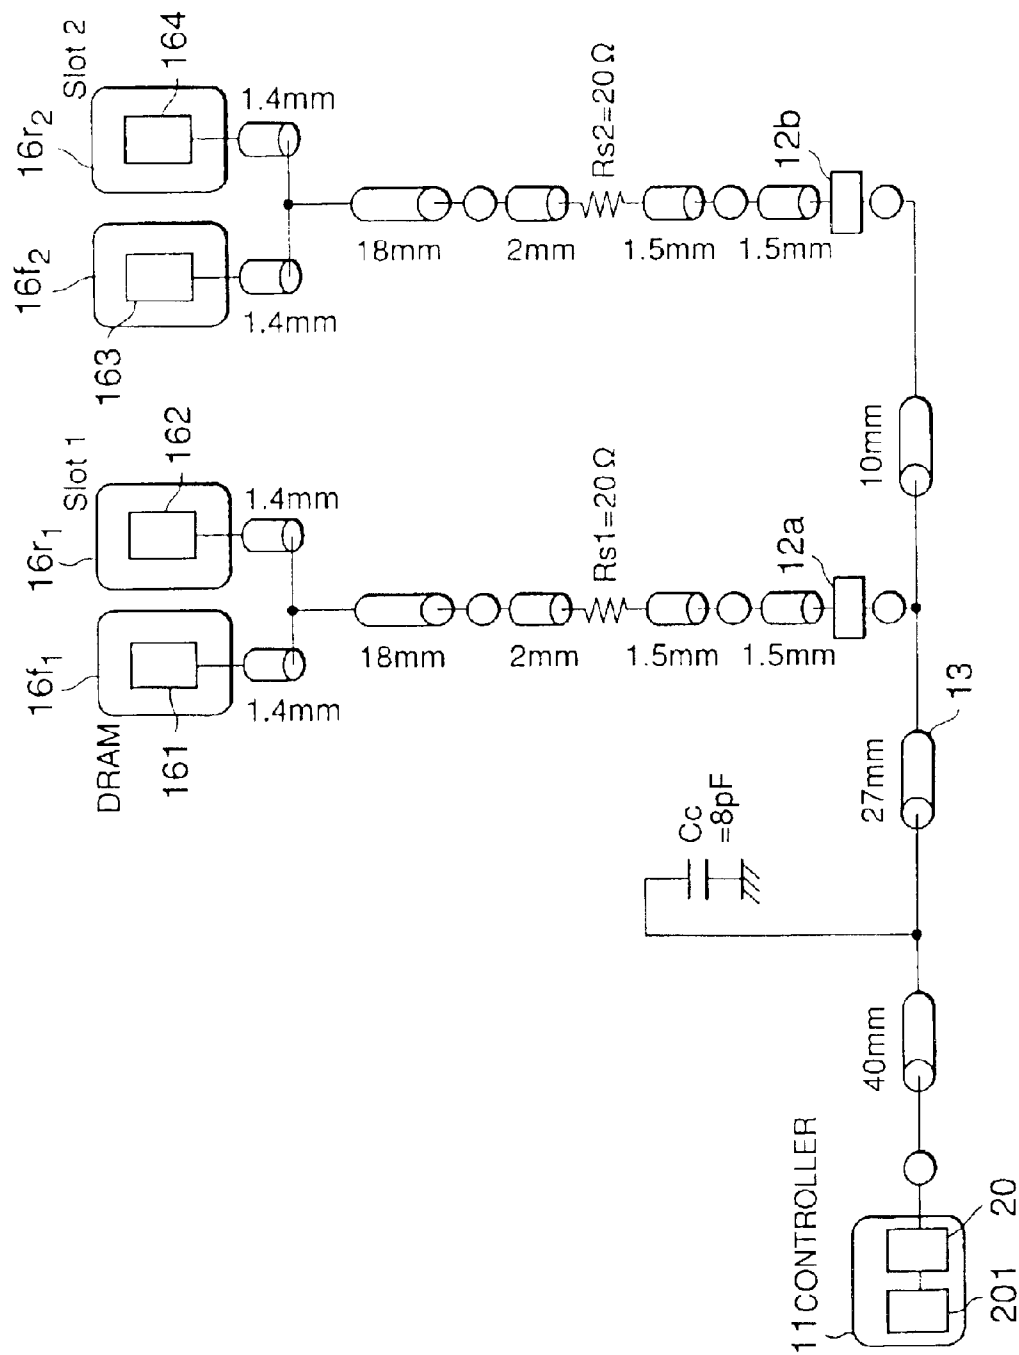 Slot 2
16r2
164
1.4mm
16f2
163
1.4mm
18mm
2mm
Rs2=20Ω
1.5mm
1.5mm
12b
10mm
Slot 1
16r1
162
1.4mm
16f1
DRAM
161
1.4mm
18mm
2mm
Rs1=20Ω
1.5mm
1.5mm
12a
13
27mm
Cc
=8pF
40mm
11CONTROLLER
20
201